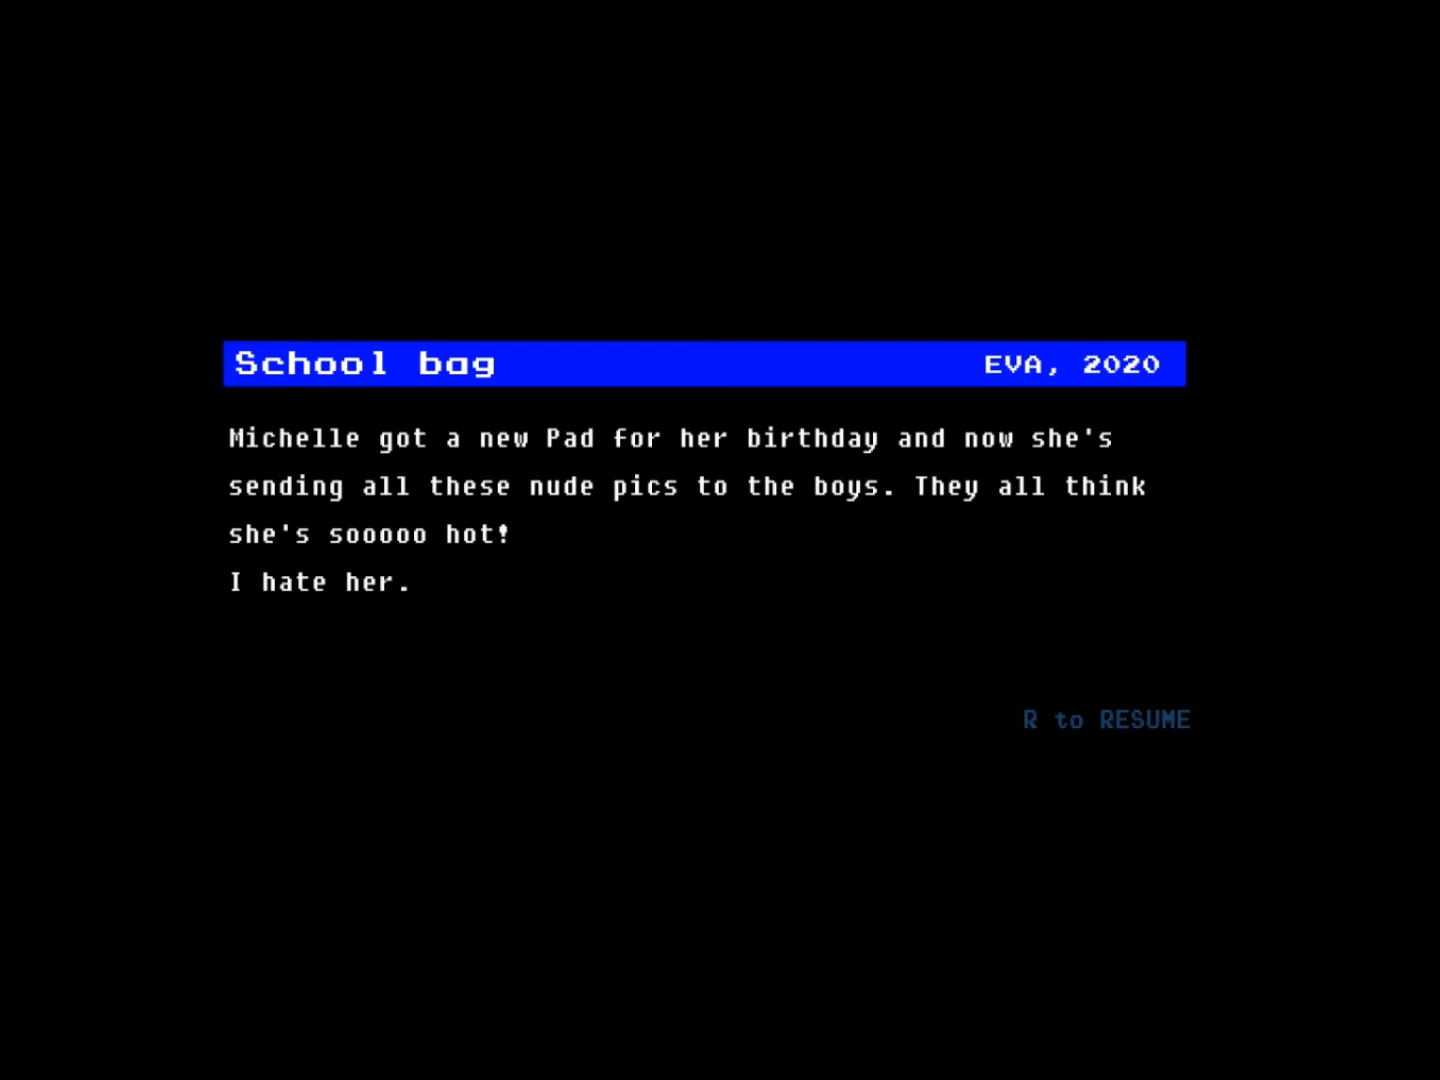 School bag EVA, 2020
Michelle got a new Pad for her birthday and now she's
sending all these nude pics to the boys. They all think
she's sooooo hot!
I hate her.
R to RESUME